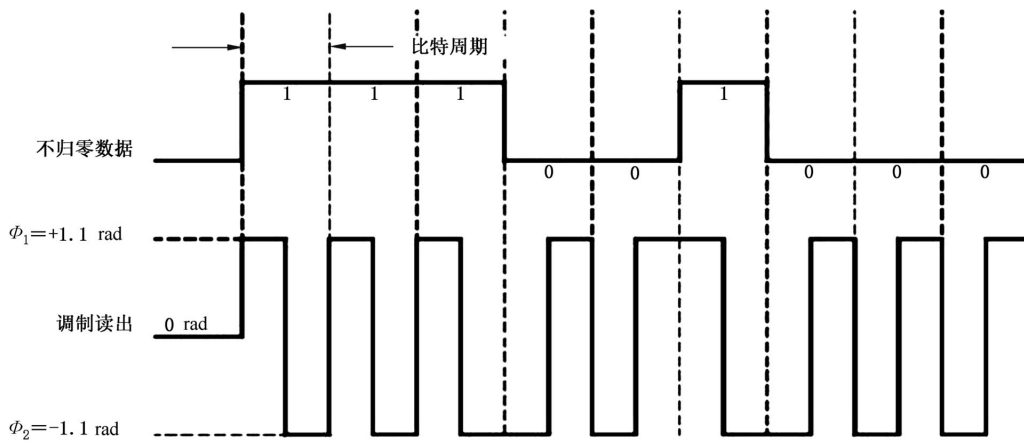 比特周期
1 1 1 1
不归零数据
0 0 0 0 0
Φ₁=+1.1 rad
调制读出 0 rad
Φ₂=-1.1 rad